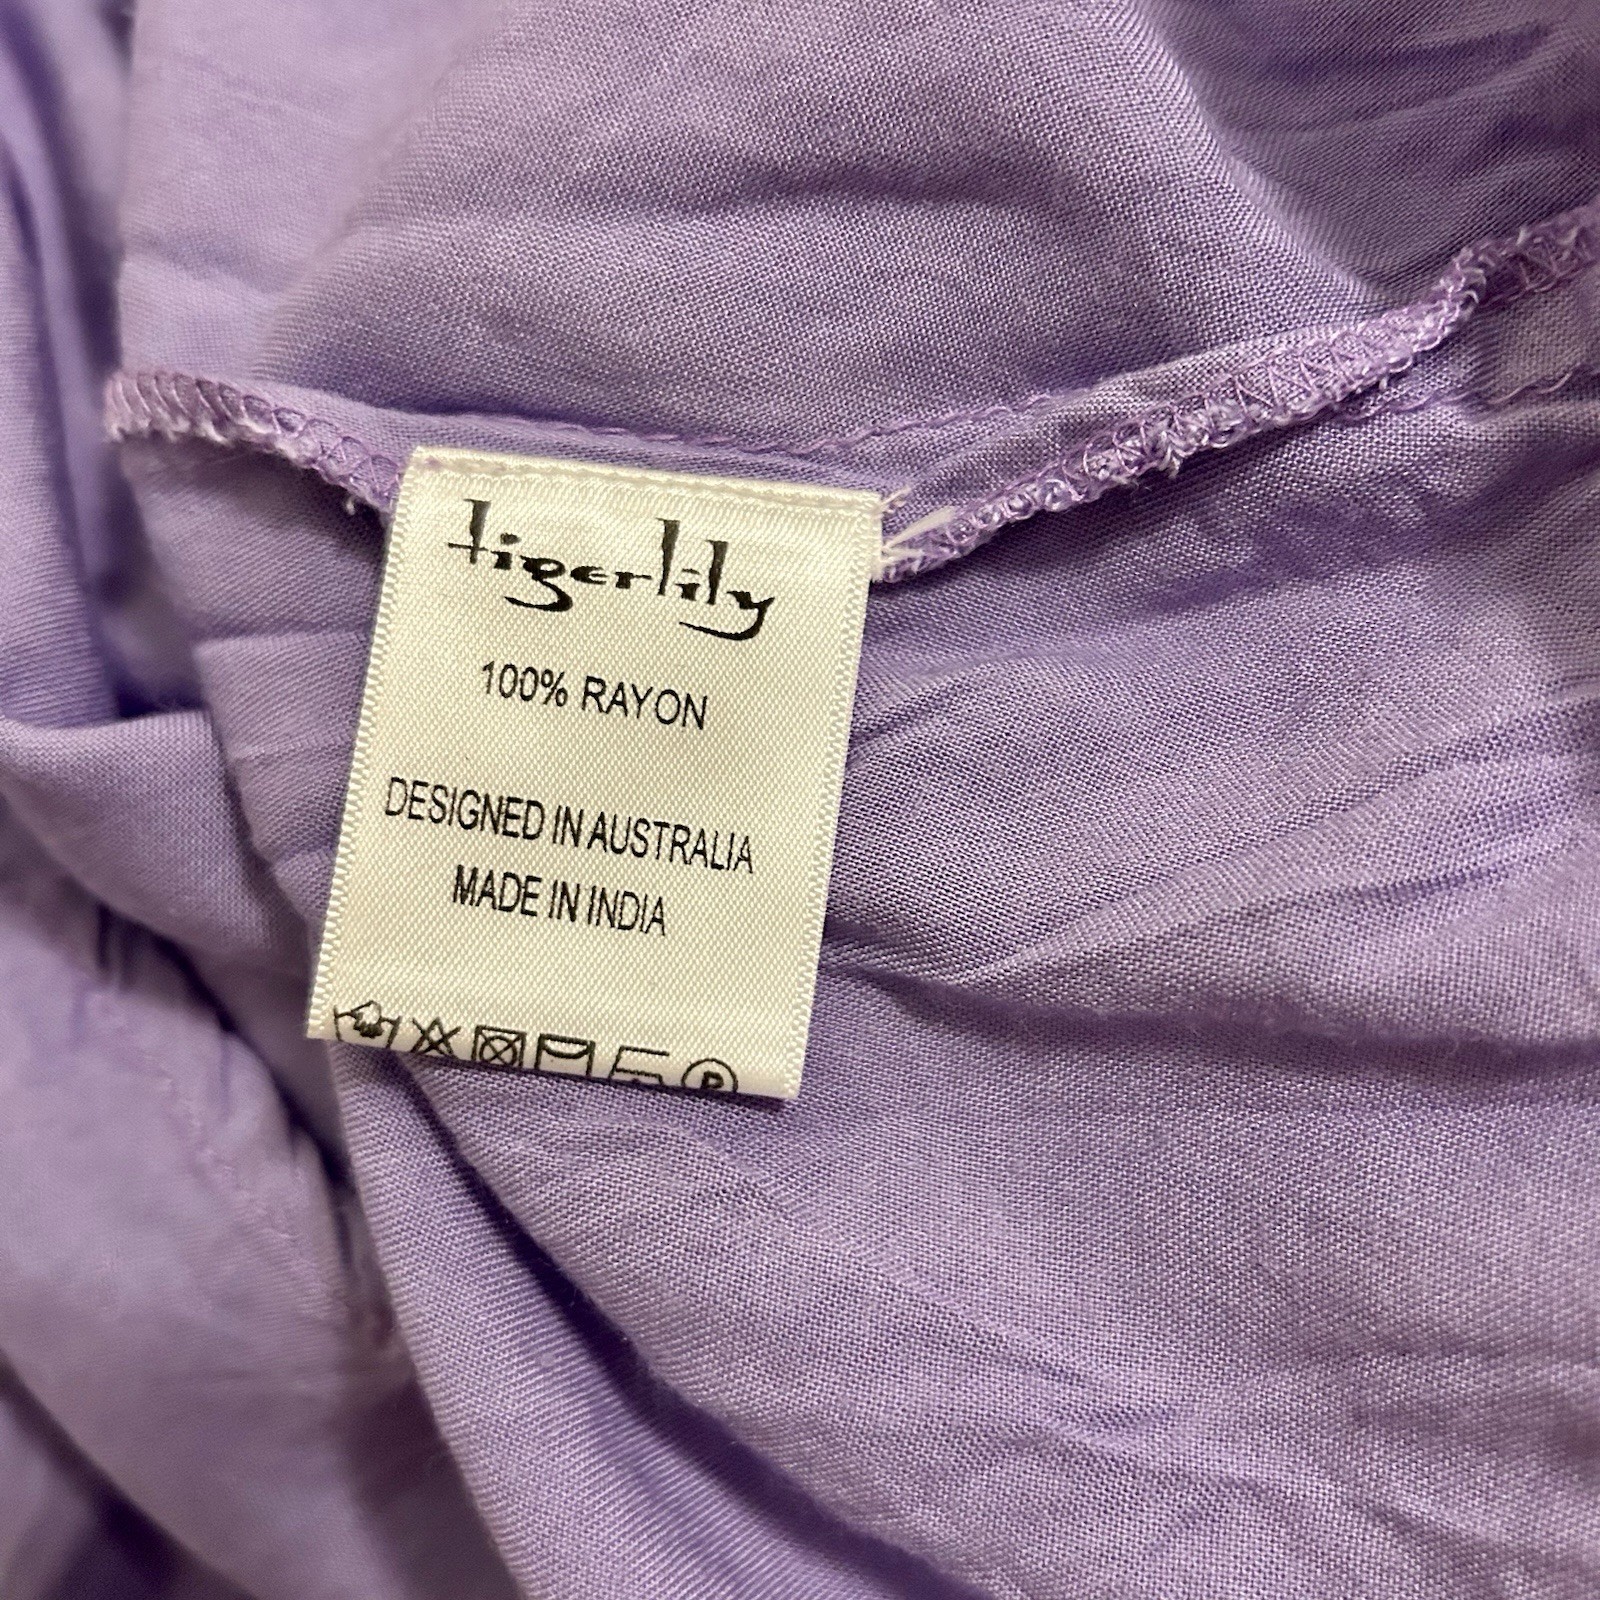 tigerlily
100% RAYON
DESIGNED IN AUSTRALIA
MADE IN INDIA
P